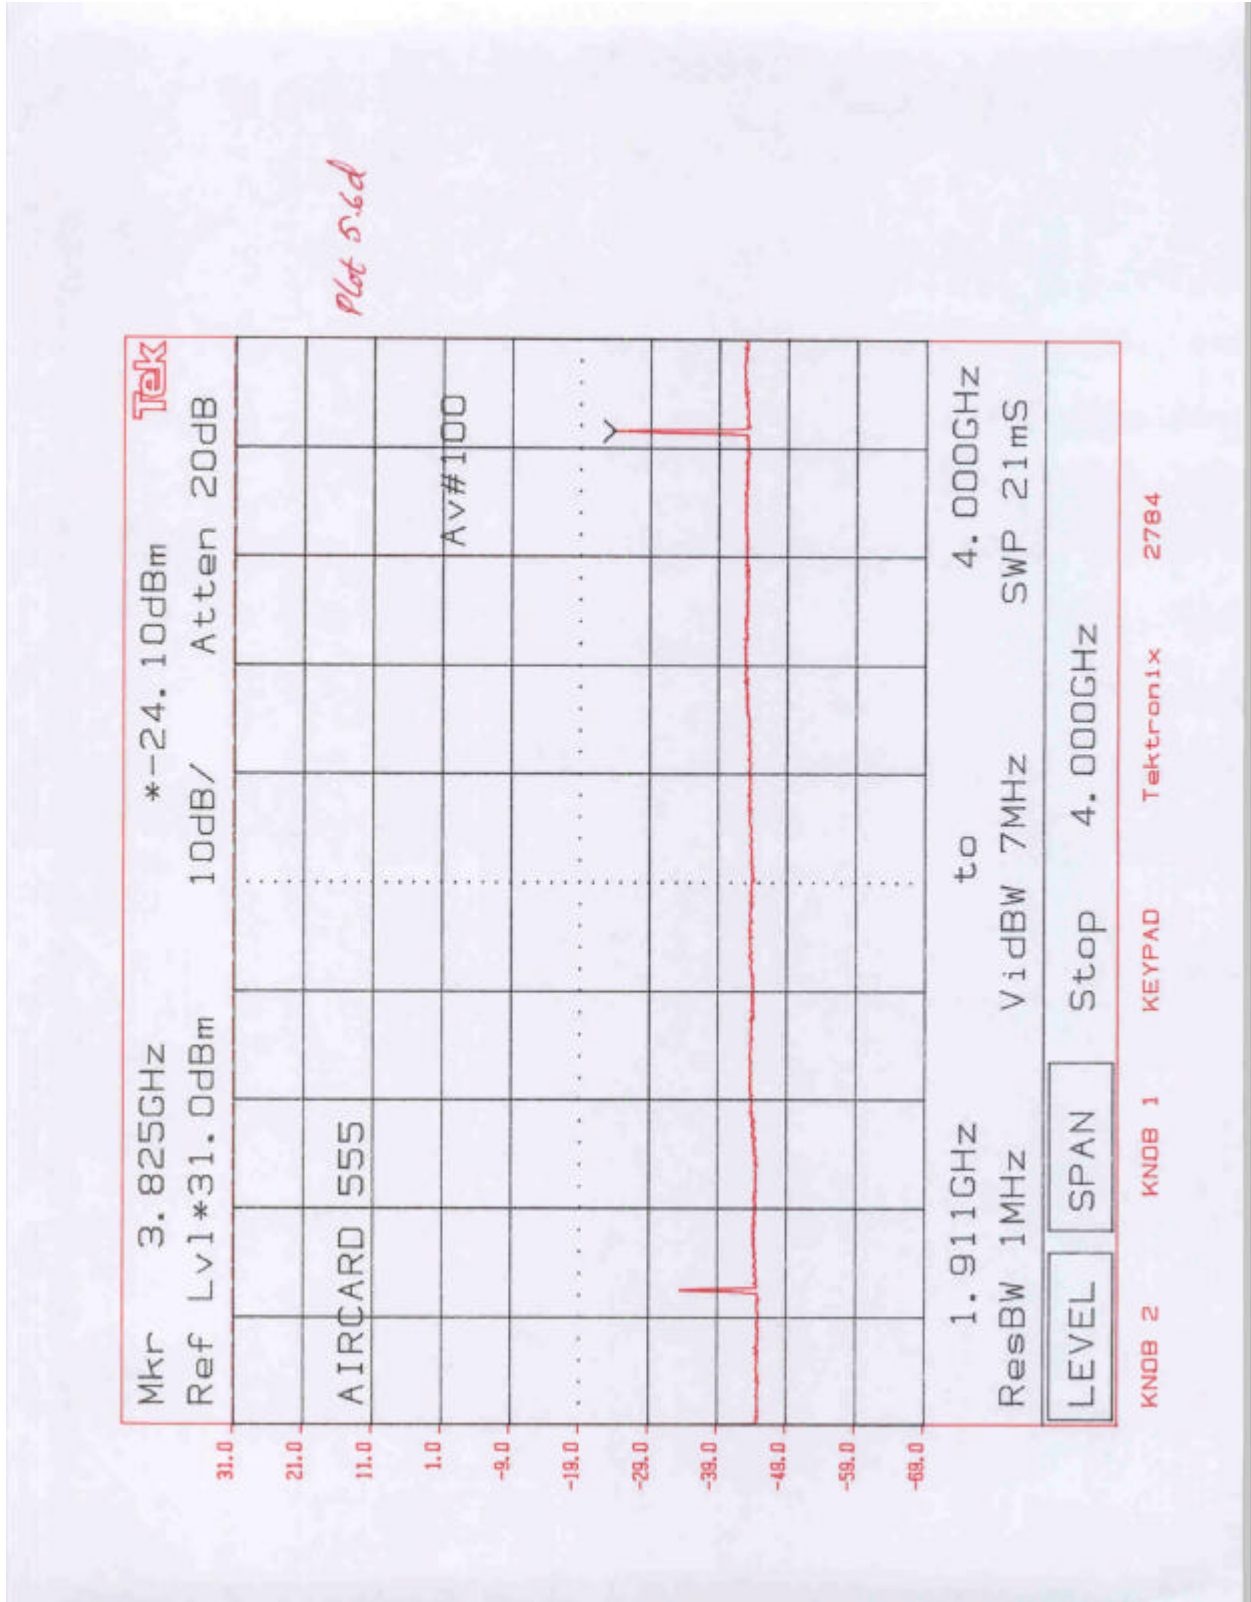 Plot 5.6d
Mkr 3.825GHz *-24.10dBm Tek
Ref Lvl*31.0dBm 10dB/ Atten 20dB
31.0
21.0
AIRCARD 555
11.0
Av#100
1.0
-9.0
-19.0
-29.0
-39.0
-49.0
-59.0
-69.0
1.911GHz to 4.000GHz
ResBW 1MHz VidBW 7MHz SWP 21mS
LEVEL SPAN Stop 4.000GHz
KNOB 2 KNOB 1 KEYPAD Tektronix 2784